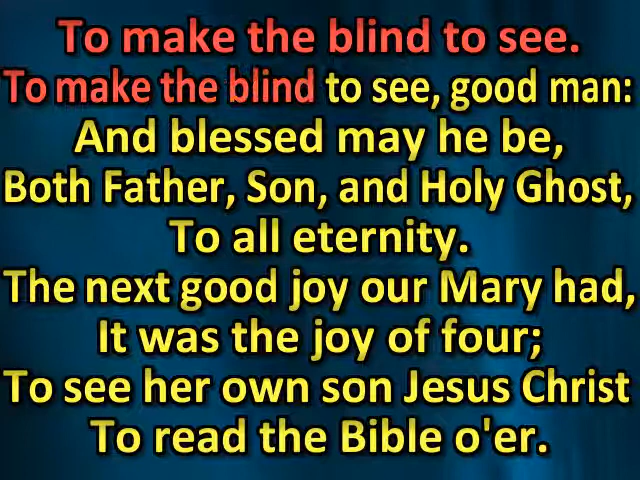 To make the blind to see.
To make the blind to see, good man:
And blessed may he be,
Both Father, Son, and Holy Ghost,
To all eternity.
The next good joy our Mary had,
It was the joy of four;
To see her own son Jesus Christ
To read the Bible o'er.